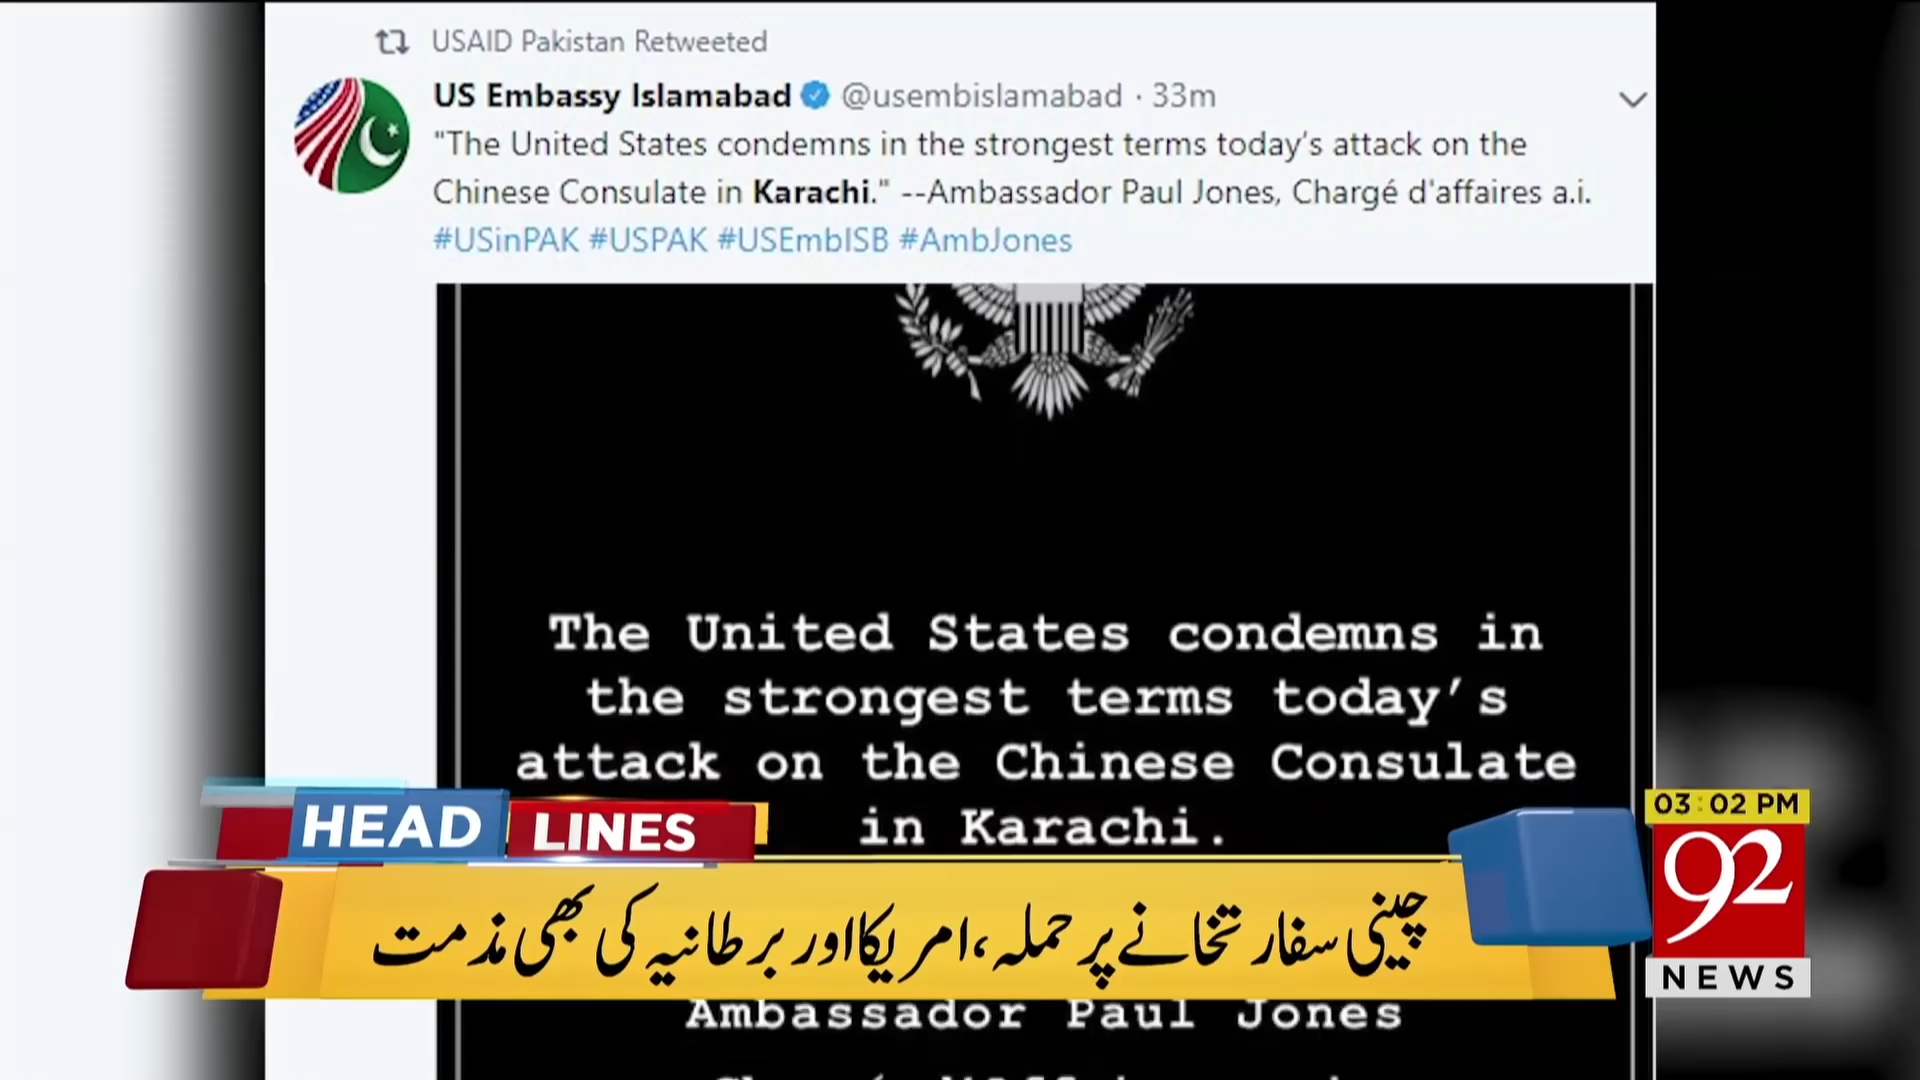 USAID Pakistan Retweeted
US Embassy Islamabad @usembislamabad · 33m
"The United States condemns in the strongest terms today's attack on the
Chinese Consulate in Karachi." --Ambassador Paul Jones, Chargé d'affaires a.i.
#USinPAK #USPAK #USEmbISB #AmbJones
The United States condemns in
the strongest terms today's
attack on the Chinese Consulate
in Karachi.
HEAD LINES
03:02 PM
92
NEWS
چینی سفارتخانے پر حملہ، امریکا اور برطانیہ کی بھی مذمت
Ambassador Paul Jones